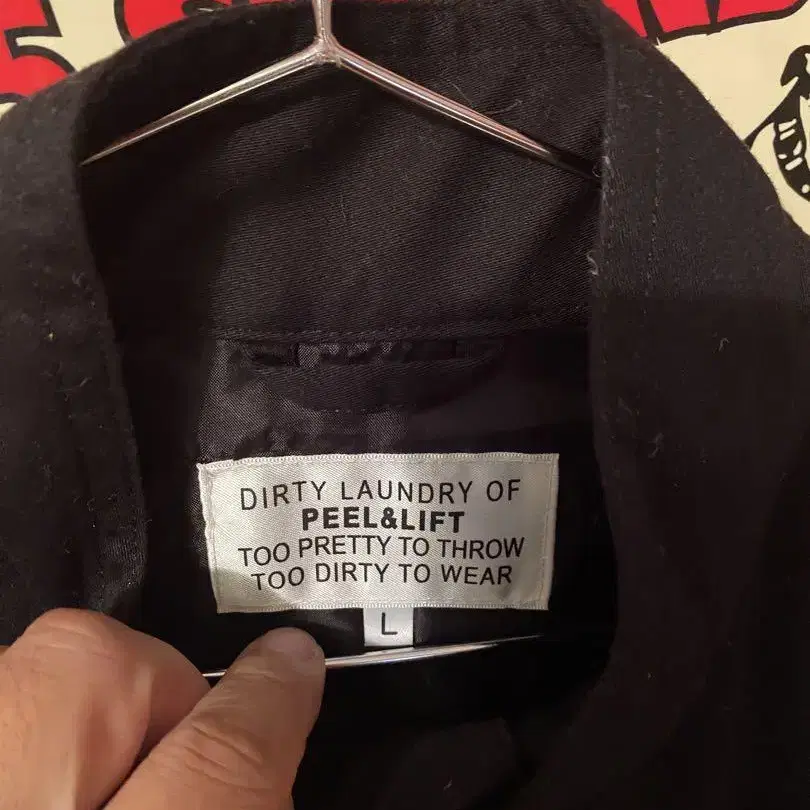 DIRTY LAUNDRY OF
PEEL&LIFT
TOO PRETTY TO THROW
TOO DIRTY TO WEAR
L